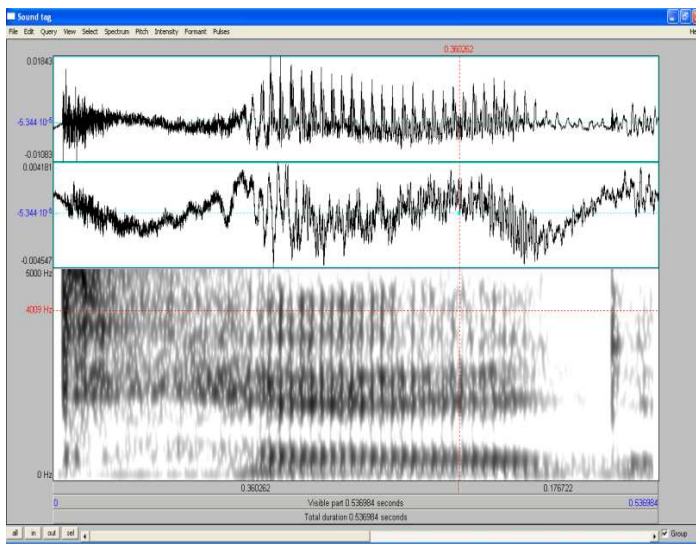 Sound tag
File Edit Query View Select Spectrum Pitch Intensity Formant Pulses
0.360262
0.01843
-5.344·10⁻⁵
-0.01083
0.004181
-5.344·10⁻⁵
-0.004547
5000 Hz
4009 Hz
0 Hz
0.360262 0.176722
0 Visible part 0.536984 seconds 0.536984
Total duration 0.536984 seconds
all in out sel Group